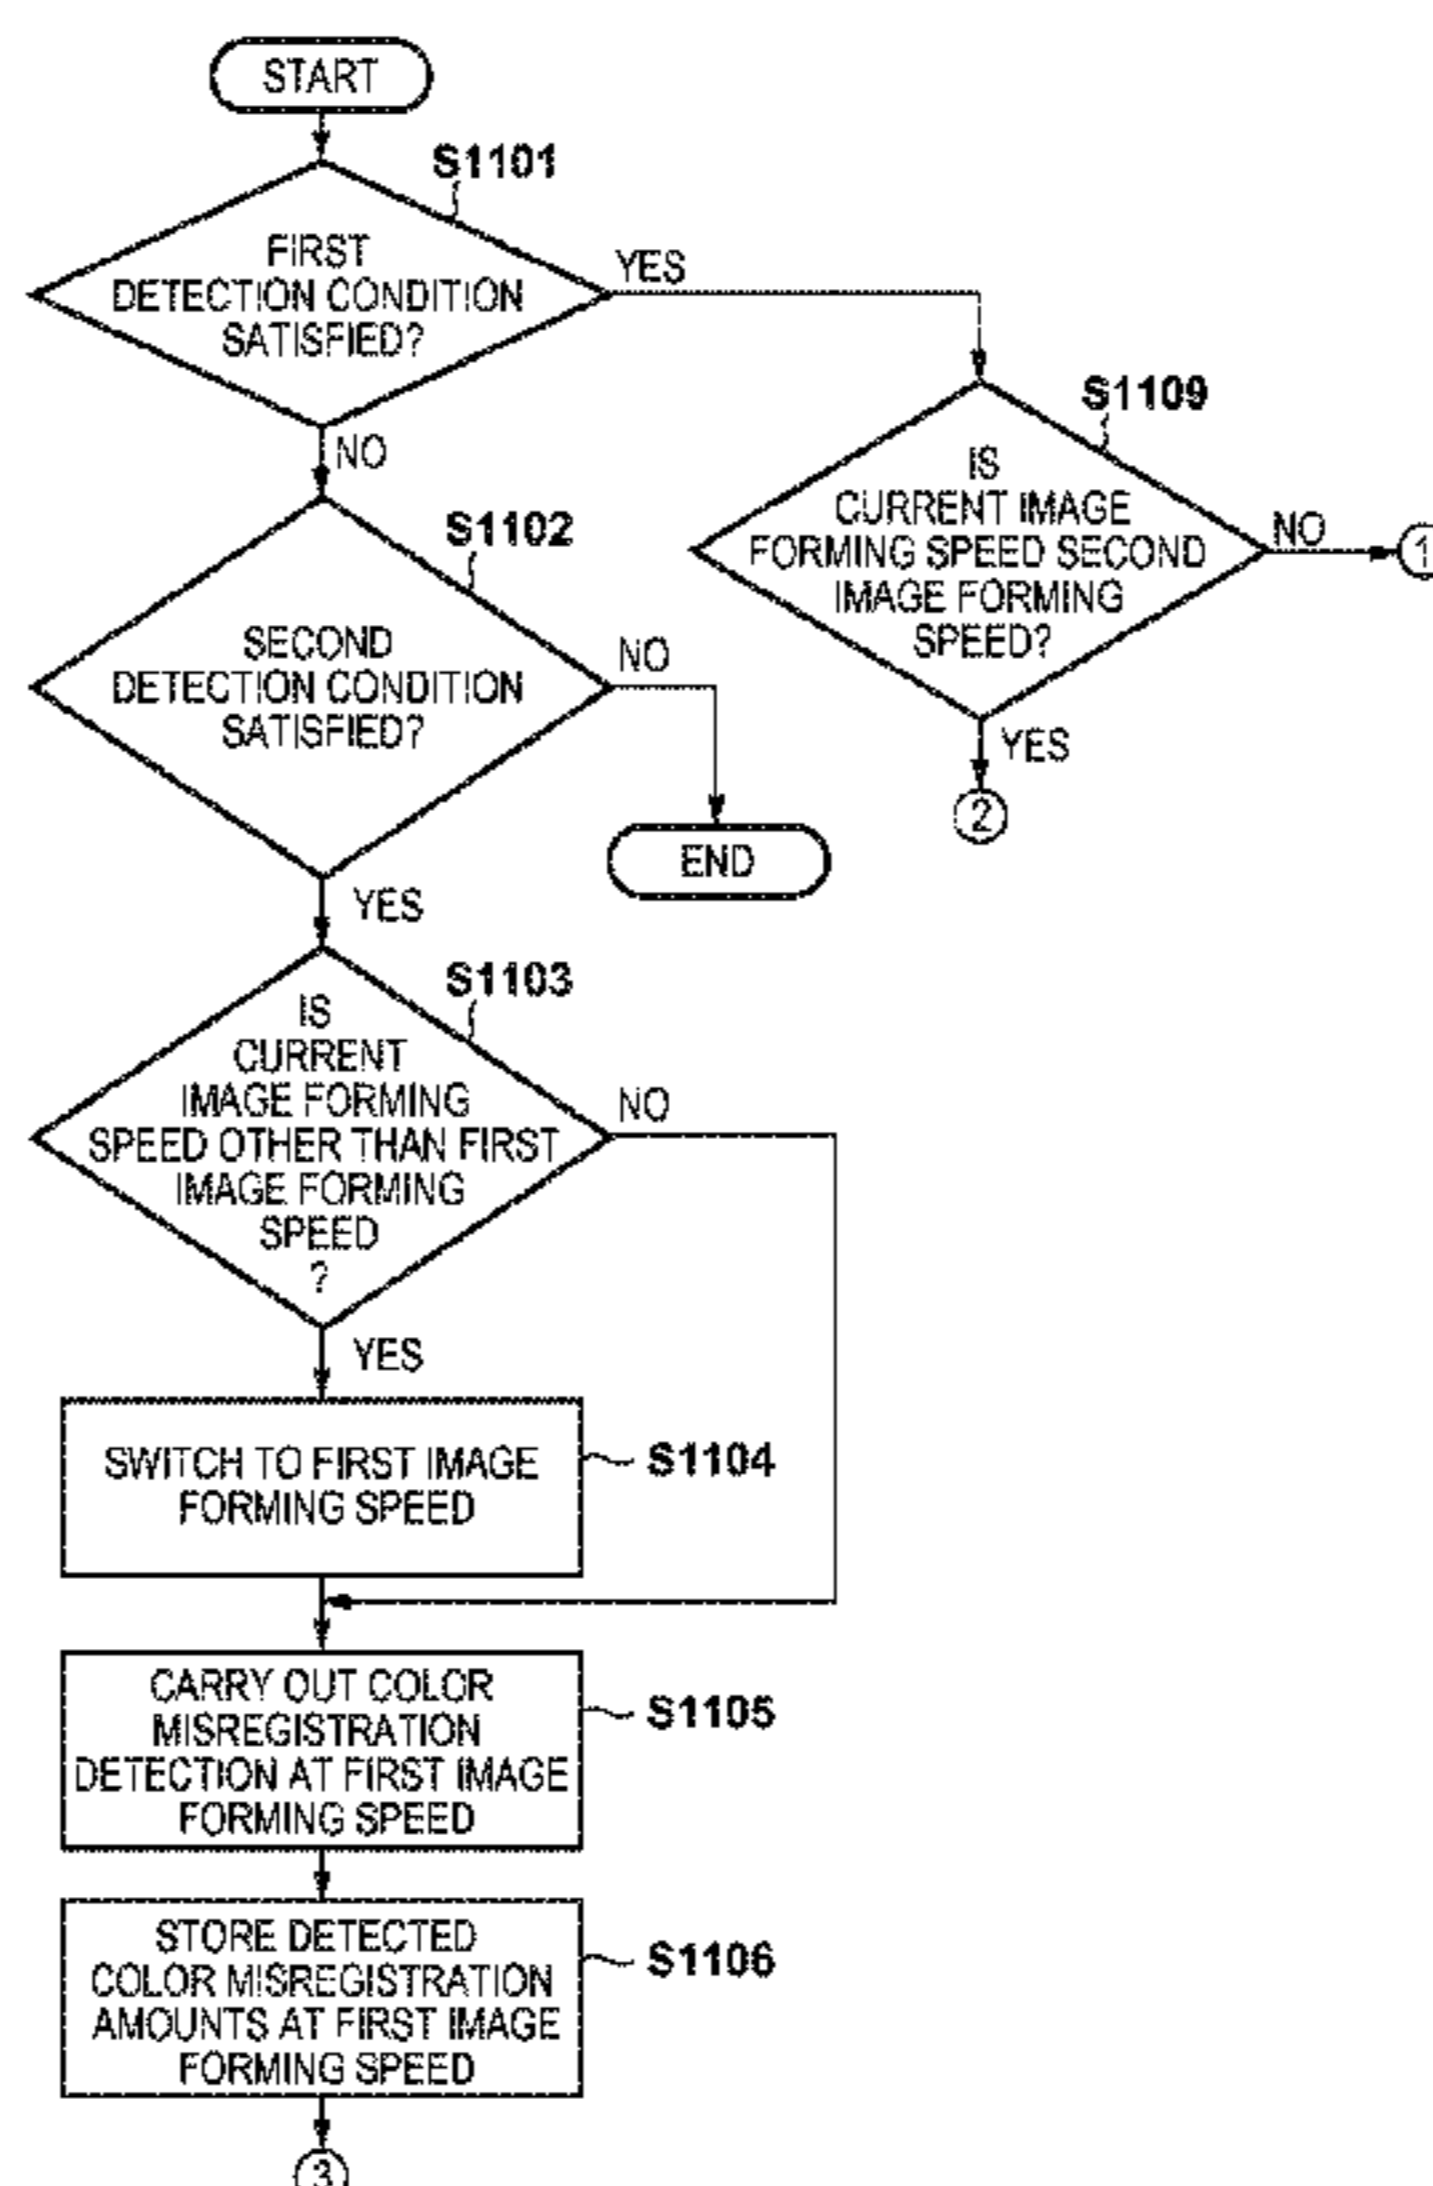 START
S1101
FIRST
DETECTION CONDITION
SATISFIED?
YES
NO
S1109
IS
CURRENT IMAGE
FORMING SPEED SECOND
IMAGE FORMING
SPEED?
NO
1
YES
2
S1102
SECOND
DETECTION CONDITION
SATISFIED?
NO
END
YES
S1103
IS
CURRENT
IMAGE FORMING
SPEED OTHER THAN FIRST
IMAGE FORMING
SPEED
?
NO
YES
SWITCH TO FIRST IMAGE
FORMING SPEED
S1104
CARRY OUT COLOR
MISREGISTRATION
DETECTION AT FIRST IMAGE
FORMING SPEED
S1105
STORE DETECTED
COLOR MISREGISTRATION
AMOUNTS AT FIRST IMAGE
FORMING SPEED
S1106
3